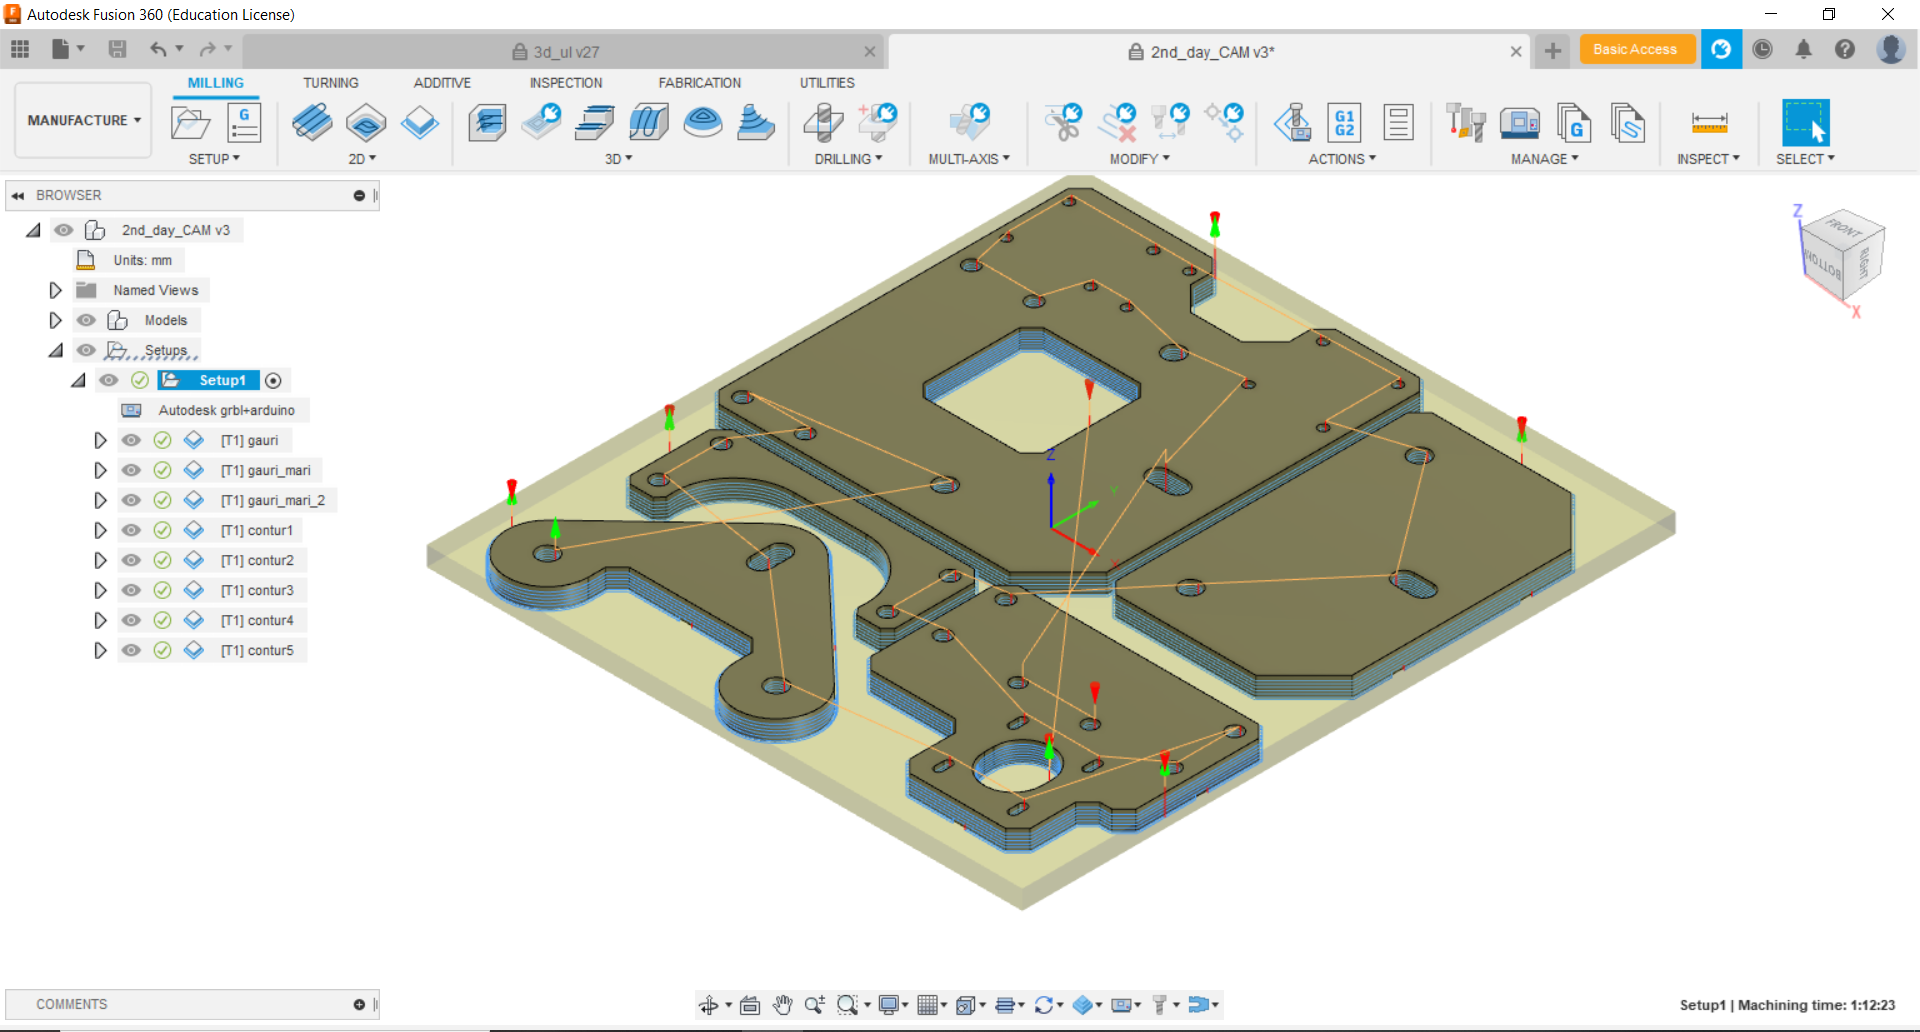 Autodesk Fusion 360 (Education License)
3d_ul v27
2nd_day_CAM v3*
Basic Access
MILLING TURNING ADDITIVE INSPECTION FABRICATION UTILITIES
MANUFACTURE
G
G1
G2
G
SETUP 2D 3D DRILLING MULTI-AXIS MODIFY ACTIONS MANAGE INSPECT SELECT
BROWSER
2nd_day_CAM v3
Units: mm
Named Views
Models
Setups
Setup1
Autodesk grbl+arduino
[T1] gauri
[T1] gauri_mari
[T1] gauri_mari_2
[T1] contur1
[T1] contur2
[T1] contur3
[T1] contur4
[T1] contur5
Z
FRONT
BOTTOM
RIGHT
X
Z
Y
X
COMMENTS
Setup1 | Machining time: 1:12:23